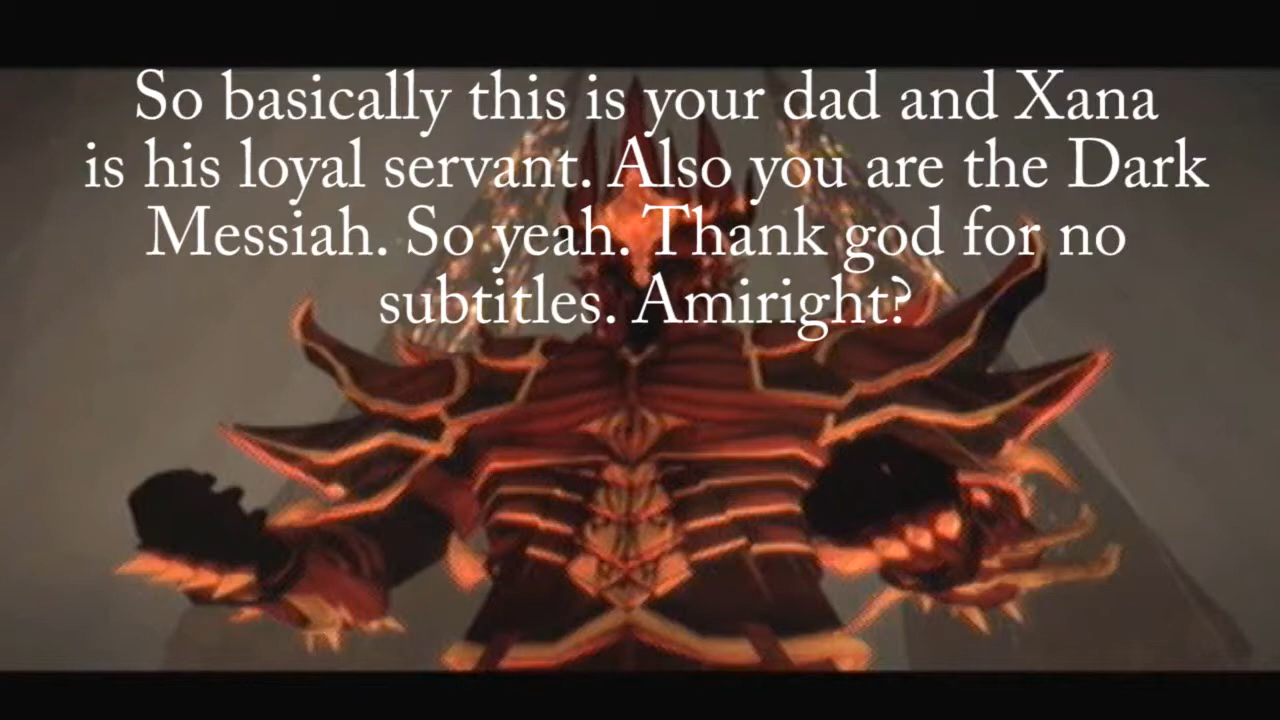 So basically this is your dad and Xana
is his loyal servant. Also you are the Dark
Messiah. So yeah. Thank god for no
subtitles. Amiright?